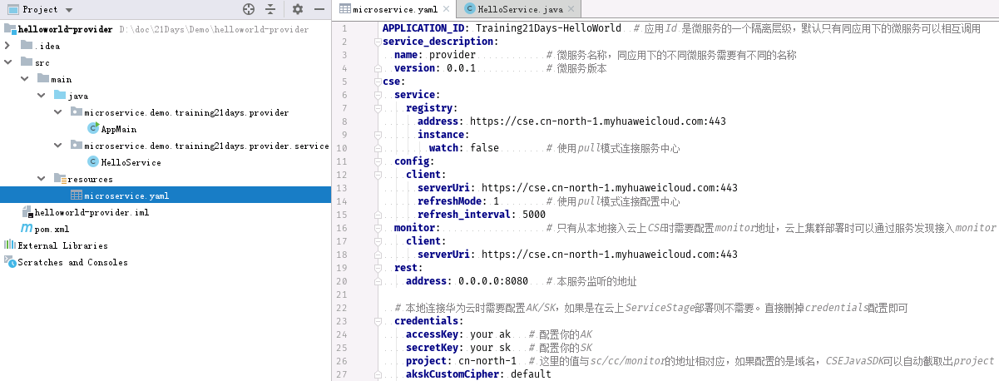 Project
helloworld-provider D:\doc\21Days\Demo\helloworld-provider
.idea
src
main
java
microservice.demo.training21days.provider
AppMain
microservice.demo.training21days.provider.service
HelloService
resources
microservice.yaml
helloworld-provider.iml
pom.xml
External Libraries
Scratches and Consoles
microservice.yaml HelloService.java
1 APPLICATION_ID: Training21Days-HelloWorld # 应用Id 是微服务的一个隔离层级，默认只有同应用下的微服务可以相互调用
2 service_description:
3 name: provider # 微服务名称，同应用下的不同微服务需要有不同的名称
4 version: 0.0.1 # 微服务版本
5 cse:
6 service:
7 registry:
8 address: https://cse.cn-north-1.myhuaweicloud.com:443
9 instance:
10 watch: false # 使用pull模式连接服务中心
11 config:
12 client:
13 serverUri: https://cse.cn-north-1.myhuaweicloud.com:443
14 refreshMode: 1 # 使用pull模式连接配置中心
15 refresh_interval: 5000
16 monitor: # 只有从本地接入云上CSE时需要配置monitor地址，云上集群部署时可以通过服务发现接入monitor
17 client:
18 serverUri: https://cse.cn-north-1.myhuaweicloud.com:443
19 rest:
20 address: 0.0.0.0:8080 # 本服务监听的地址
21
22 # 本地连接华为云时需要配置AK/SK，如果是在云上ServiceStage部署则不需要。直接删掉credentials配置即可
23 credentials:
24 accessKey: your ak # 配置你的AK
25 secretKey: your sk # 配置你的SK
26 project: cn-north-1 # 这里的值与sc/cc/monitor的地址相对应，如果配置的是域名，CSEJavaSDK可以自动截取出project
27 akskCustomCipher: default